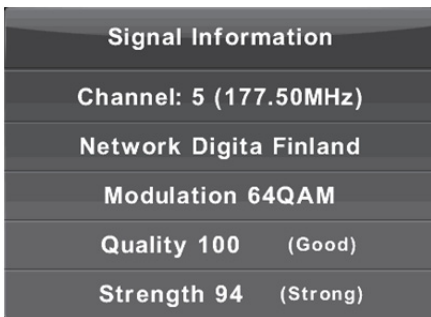 Signal Information
Channel: 5 (177.50MHz)
Network Digita Finland
Modulation 64QAM
Quality 100 (Good)
Strength 94 (Strong)